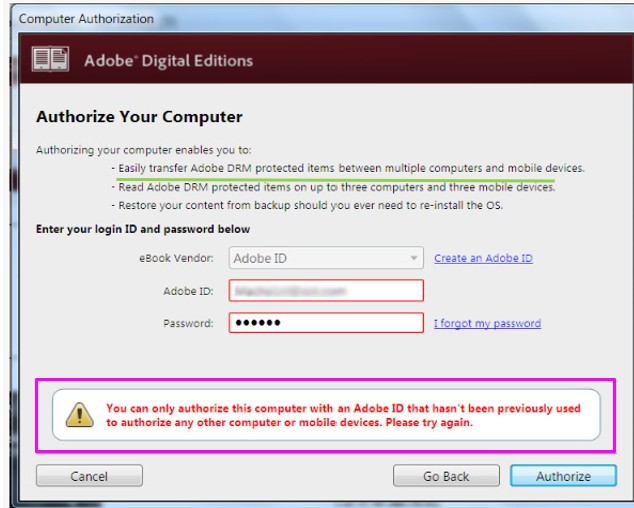 Computer Authorization
Adobe® Digital Editions
Authorize Your Computer
Authorizing your computer enables you to:
- Easily transfer Adobe DRM protected items between multiple computers and mobile devices.
- Read Adobe DRM protected items on up to three computers and three mobile devices.
- Restore your content from backup should you ever need to re-install the OS.
Enter your login ID and password below
eBook Vendor: Adobe ID Create an Adobe ID
Adobe ID:
Password: ●●●●●● I forgot my password
You can only authorize this computer with an Adobe ID that hasn't been previously used
to authorize any other computer or mobile devices. Please try again.
Cancel Go Back Authorize